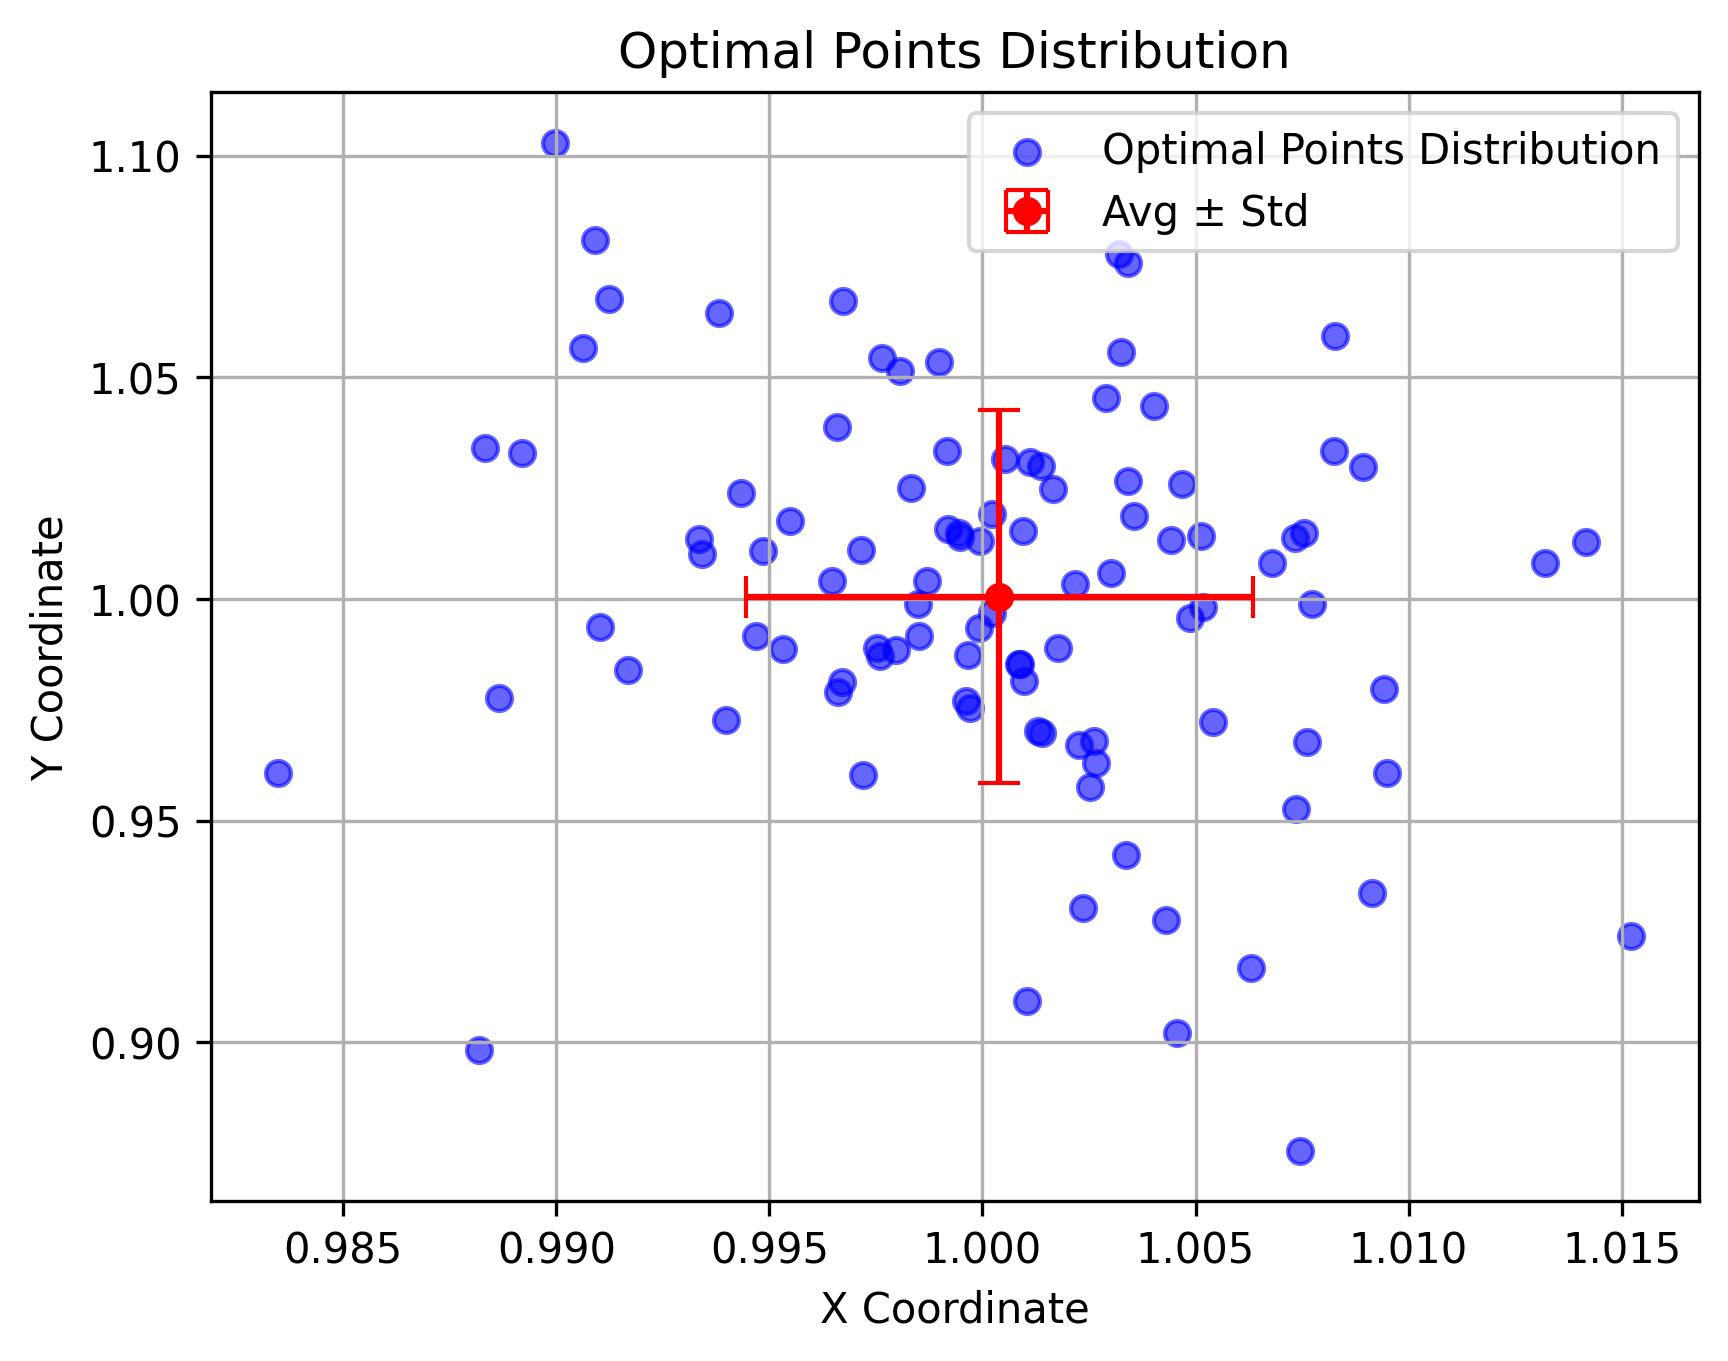 Optimal Points Distribution
Optimal Points Distribution
Avg ± Std
1.10
1.05
1.00
0.95
0.90
Y Coordinate
0.985 0.990 0.995 1.000 1.005 1.010 1.015
X Coordinate